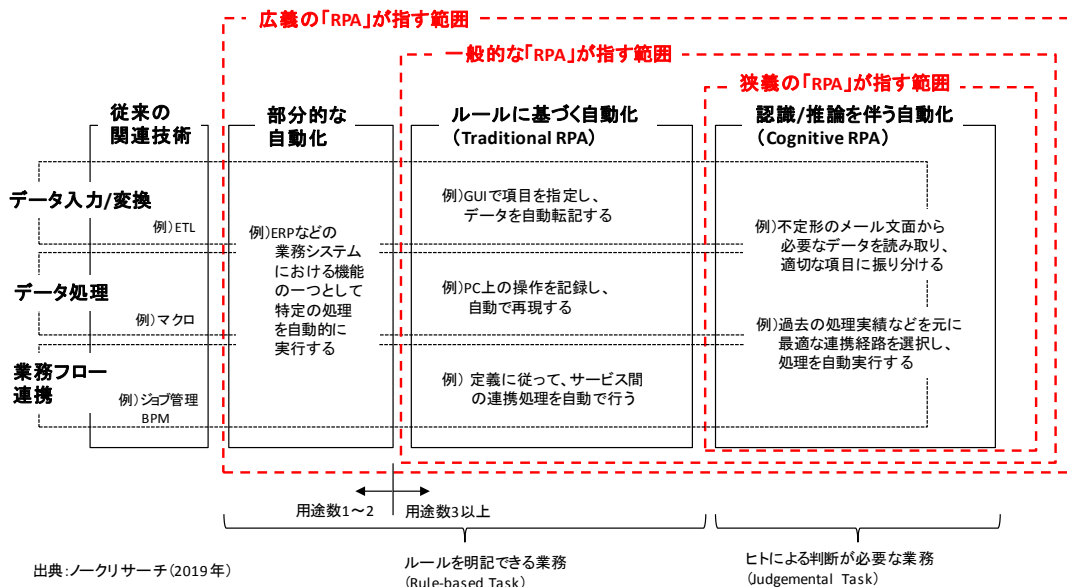 広義の「RPA」が指す範囲
一般的な「RPA」が指す範囲
狭義の「RPA」が指す範囲
従来の
関連技術
部分的な
自動化
ルールに基づく自動化
(Traditional RPA)
認識/推論を伴う自動化
(Cognitive RPA)
データ入力/変換
例)ETL
データ処理
例)マクロ
業務フロー
連携
例)ジョブ管理
BPM
例)ERPなどの
業務システム
における機能
の一つとして
特定の処理
を自動的に
実行する
例)GUIで項目を指定し、
データを自動転記する
例)PC上の操作を記録し、
自動で再現する
例) 定義に従って、サービス間
の連携処理を自動で行う
例)不定形のメール文面から
必要なデータを読み取り、
適切な項目に振り分ける
例)過去の処理実績などを元に
最適な連携経路を選択し、
処理を自動実行する
用途数1～2
用途数3以上
ルールを明記できる業務
(Rule-based Task)
ヒトによる判断が必要な業務
(Judgemental Task)
出典:ノークリサーチ(2019年)